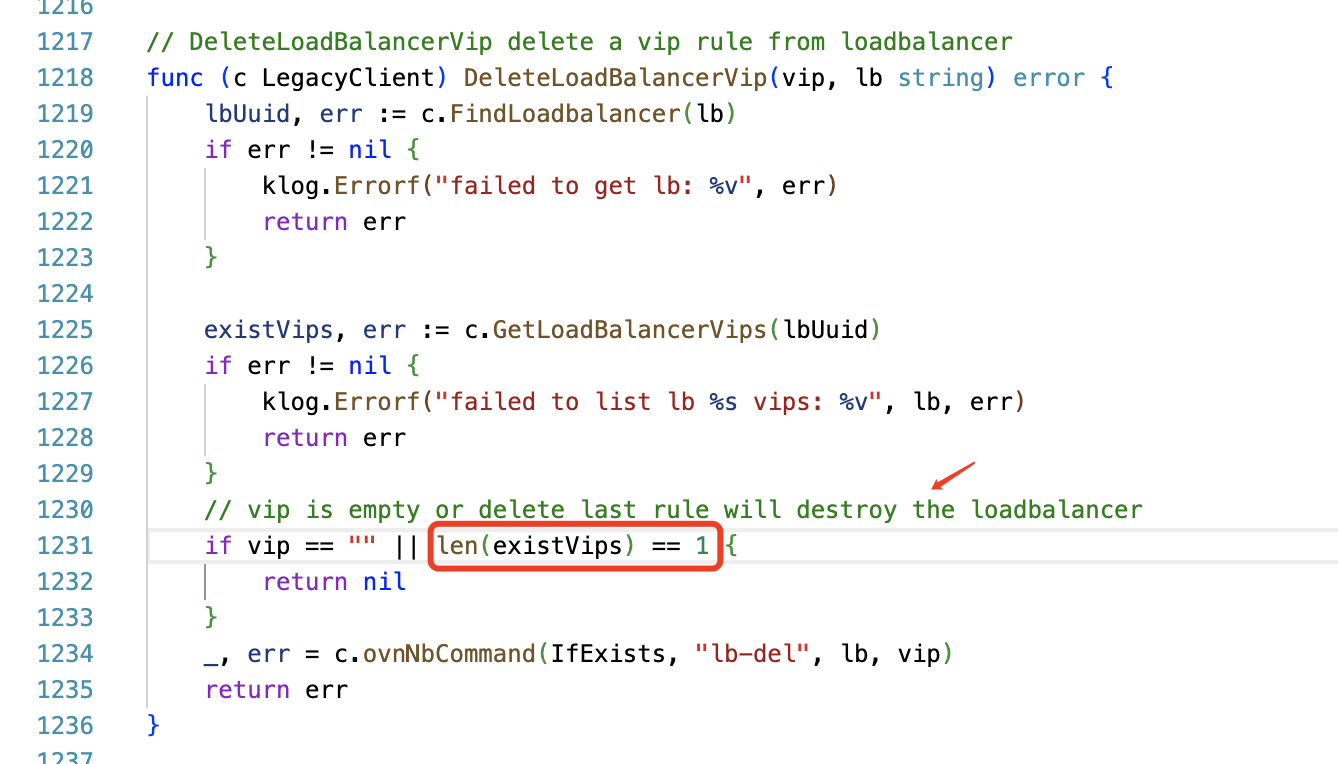 1216
1217 // DeleteLoadBalancerVip delete a vip rule from loadbalancer
1218 func (c LegacyClient) DeleteLoadBalancerVip(vip, lb string) error {
1219 lbUuid, err := c.FindLoadbalancer(lb)
1220 if err != nil {
1221 klog.Errorf("failed to get lb: %v", err)
1222 return err
1223 }
1224
1225 existVips, err := c.GetLoadBalancerVips(lbUuid)
1226 if err != nil {
1227 klog.Errorf("failed to list lb %s vips: %v", lb, err)
1228 return err
1229 }
1230 // vip is empty or delete last rule will destroy the loadbalancer
1231 if vip == "" || len(existVips) == 1 {
1232 return nil
1233 }
1234 _, err = c.ovnNbCommand(IfExists, "lb-del", lb, vip)
1235 return err
1236 }
1237